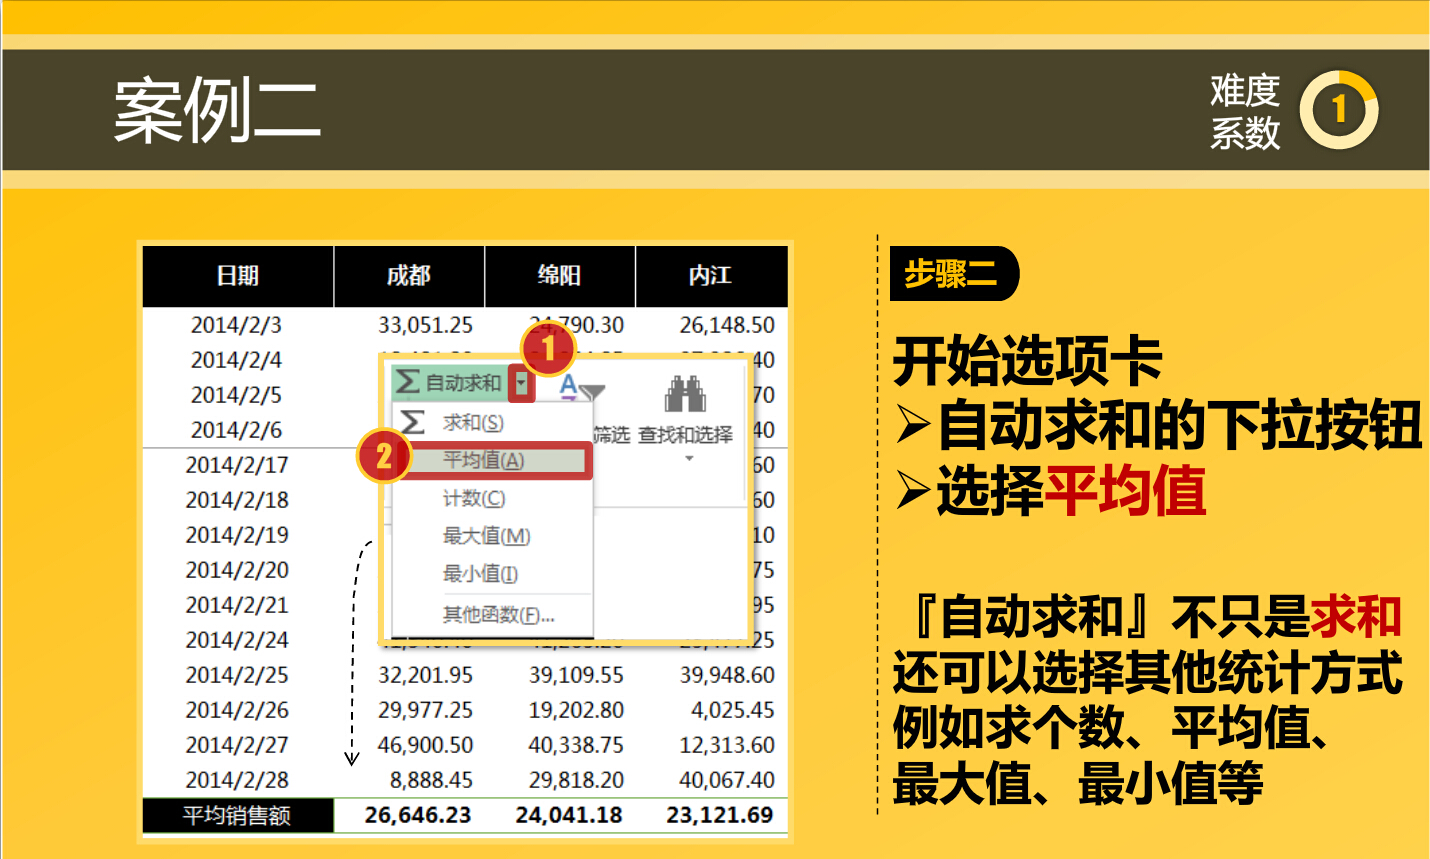 案例二
难度
系数
1
日期 成都 绵阳 内江
2014/2/3 33,051.25 24,790.30 26,148.50
2014/2/4
2014/2/5
2014/2/6
2014/2/17
2014/2/18
2014/2/19
2014/2/20
2014/2/21
2014/2/24
2014/2/25 32,201.95 39,109.55 39,948.60
2014/2/26 29,977.25 19,202.80 4,025.45
2014/2/27 46,900.50 40,338.75 12,313.60
2014/2/28 8,888.45 29,818.20 40,067.40
平均销售额 26,646.23 24,041.18 23,121.69
1
Σ 自动求和
Σ 求和(S)
2 平均值(A)
计数(C)
最大值(M)
最小值(I)
其他函数(F)...
筛选 查找和选择
步骤二
开始选项卡
➢自动求和的下拉按钮
➢选择平均值
『自动求和』不只是求和
还可以选择其他统计方式
例如求个数、平均值、
最大值、最小值等